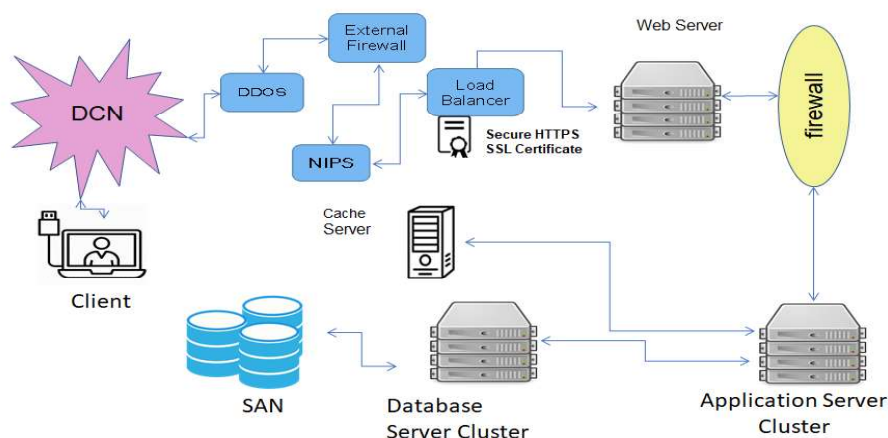 External
Firewall
Web Server
DDOS
DCN
Load
Balancer
firewall
Secure HTTPS
SSL Certificate
NIPS
Cache
Server
Client
SAN
Database
Server Cluster
Application Server
Cluster